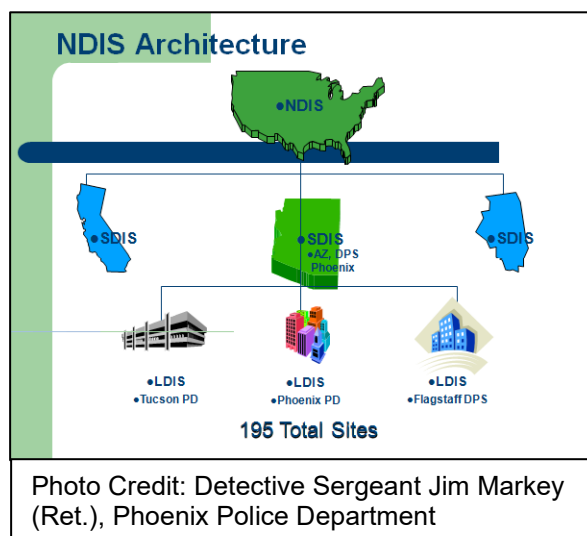 NDIS Architecture
●NDIS
●SDIS
●SDIS
●AZ, DPS
Phoenix
●SDIS
●LDIS
●Tucson PD
●LDIS
●Phoenix PD
●LDIS
●Flagstaff DPS
195 Total Sites
Photo Credit: Detective Sergeant Jim Markey
(Ret.), Phoenix Police Department